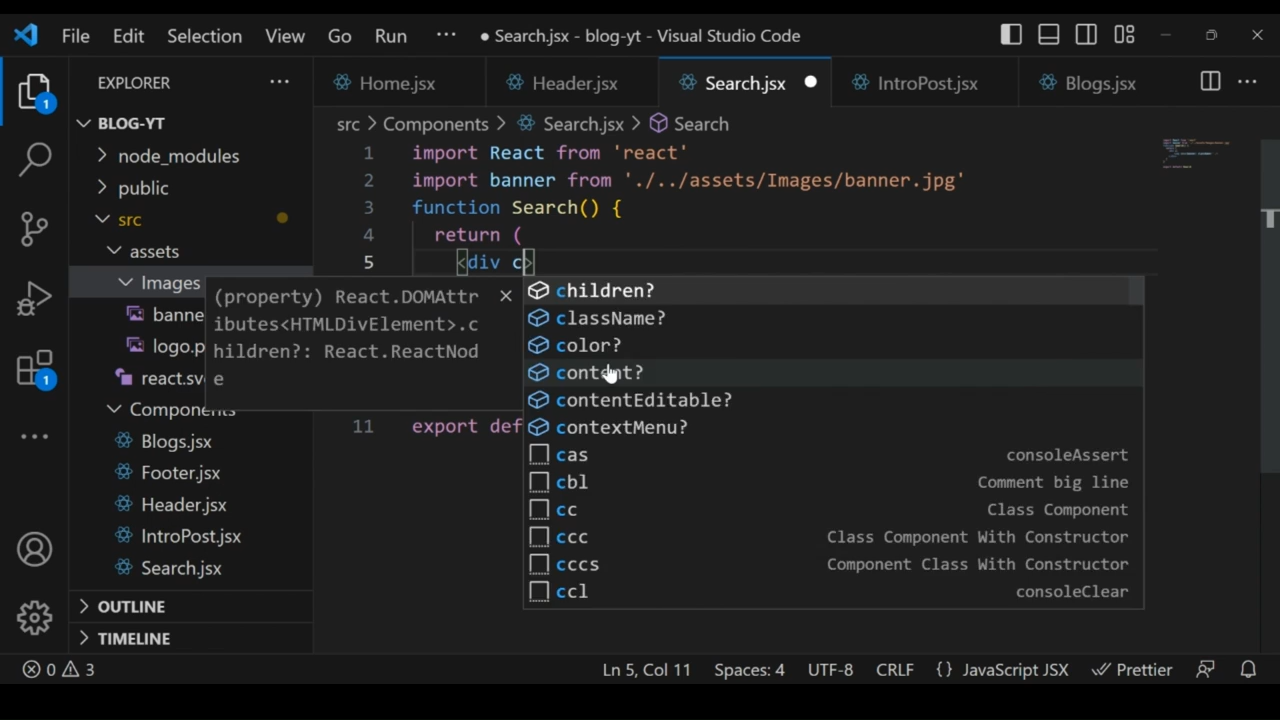 File Edit Selection View Go Run ··· ● Search.jsx - blog-yt - Visual Studio Code
EXPLORER ···
Home.jsx Header.jsx Search.jsx ● IntroPost.jsx Blogs.jsx ···
BLOG-YT
node_modules
public
src
assets
Images
banne
logo.p
react.sv
Components
Blogs.jsx
Footer.jsx
Header.jsx
IntroPost.jsx
Search.jsx
OUTLINE
TIMELINE
1
1
src > Components > Search.jsx > Search
1 import React from 'react'
2 import banner from './../assets/Images/banner.jpg'
3 function Search() {
4 return (
5 <div c>
11 export def
(property) React.DOMAttr
ibutes<HTMLDivElement>.c
hildren?: React.ReactNod
e
children?
className?
color?
content?
contentEditable?
contextMenu?
cas consoleAssert
cbl Comment big line
cc Class Component
ccc Class Component With Constructor
cccs Component Class With Constructor
ccl consoleClear
0 3 Ln 5, Col 11 Spaces: 4 UTF-8 CRLF {} JavaScript JSX Prettier